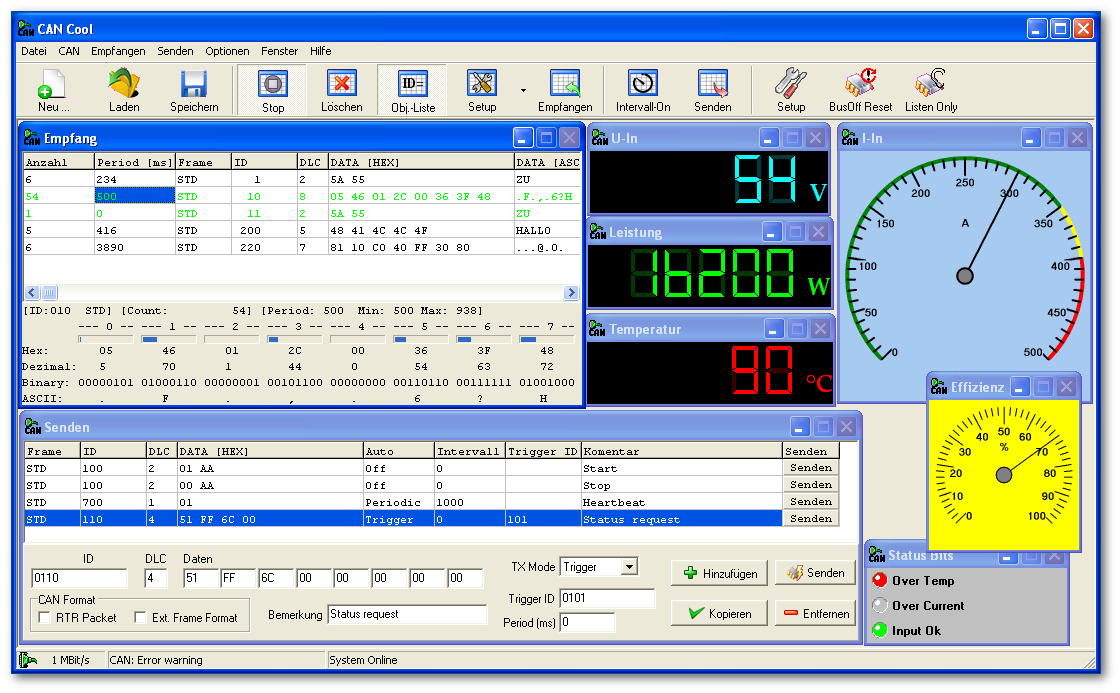 CAN Cool
Datei CAN Empfangen Senden Optionen Fenster Hilfe
Neu ... Laden Speichern Stop Löschen Obj.-Liste Setup Empfangen Intervall-On Senden Setup BusOff Reset Listen Only
Empfang
Anzahl Period [ms] Frame ID DLC DATA [HEX] DATA [ASC
6 234 STD 1 2 5A 55 ZU
54 500 STD 10 8 05 46 01 2C 00 36 3F 48 .F.,.6?H
1 0 STD 11 2 5A 55 ZU
5 416 STD 200 5 48 41 4C 4C 4F HALLO
6 3890 STD 220 7 81 10 C0 40 FF 30 80 ...@.0.
[ID:010 STD] [Count: 54] [Period: 500 Min: 500 Max: 938]
--- 0 --- --- 1 --- --- 2 --- --- 3 --- --- 4 --- --- 5 --- --- 6 --- --- 7 ---
Hex: 05 46 01 2C 00 36 3F 48
Dezimal: 5 70 1 44 0 54 63 72
Binary: 00000101 01000110 00000001 00101100 00000000 00110110 00111111 01001000
ASCII: . F . , . 6 ? H
U-In
54 V
Leistung
16200 W
Temperatur
90 °C
I-In
0 50 100 150 200 250 300 350 400 450 500
A
Effizienz
0 10 20 30 40 50 60 70 80 90 100
%
Senden
Frame ID DLC DATA [HEX] Auto Intervall Trigger ID Komentar Senden
STD 100 2 01 AA Off 0 Start Senden
STD 100 2 00 AA Off 0 Stop Senden
STD 700 1 01 Periodic 1000 Heartbeat Senden
STD 110 4 51 FF 6C 00 Trigger 0 101 Status request Senden
ID DLC Daten
0110 4 51 FF 6C 00 00 00 00 00
CAN Format
RTR Packet Ext. Frame Format
Bemerkung Status request
TX Mode Trigger
Trigger ID 0101
Period (ms) 0
Hinzufügen Senden
Kopieren Entfernen
Status Bits
Over Temp
Over Current
Input Ok
1 MBit/s CAN: Error warning System Online